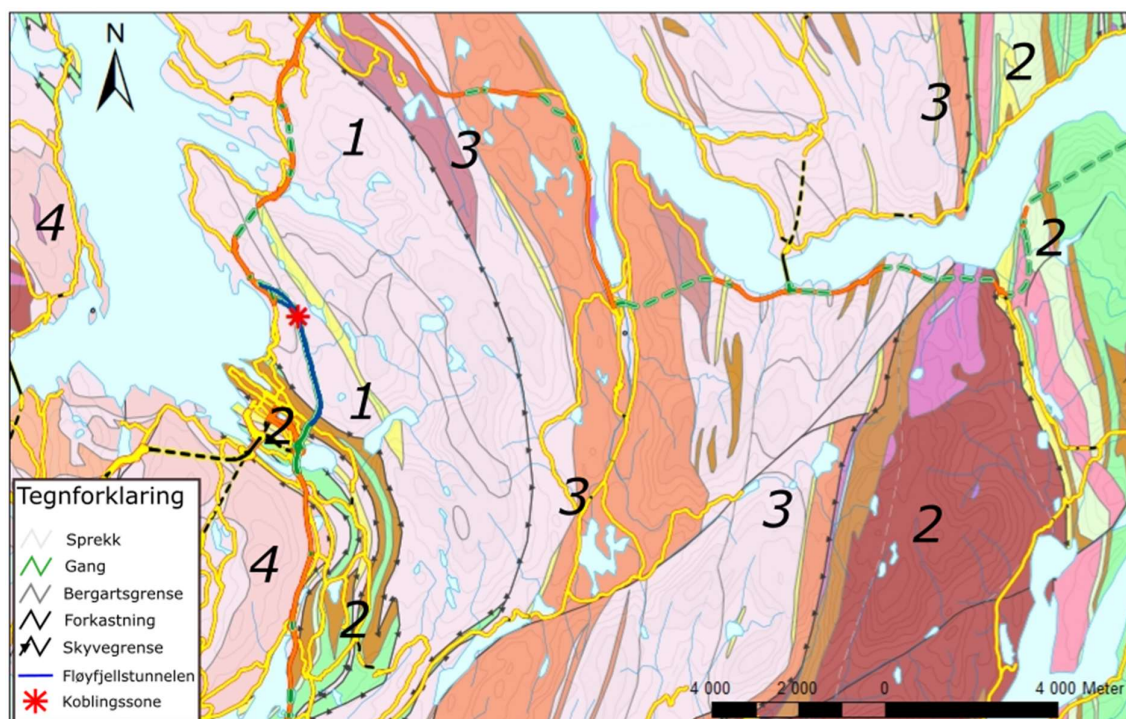 N
1
3
3
2
4
2
1
2
3
3
2
4
2
Tegnforklaring
Sprekk
Gang
Bergartsgrense
Forkastning
Skyvegrense
Fløyfjellstunnelen
Koblingssone
4 000 2 000 0 4 000 Meter